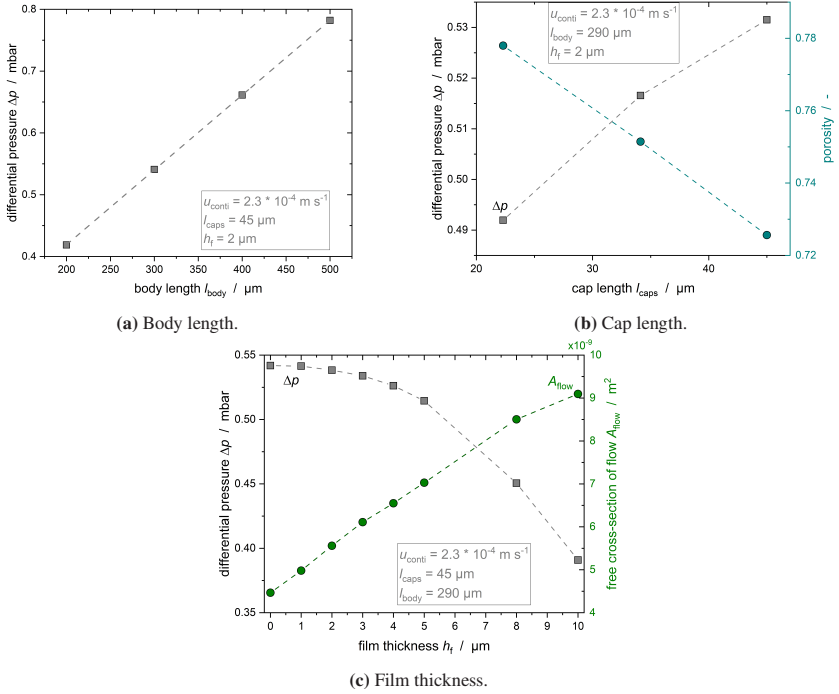 0.8
0.7
0.6
0.5
0.4
differential pressure Δp / mbar
u_conti = 2.3 * 10⁻⁴ m s⁻¹
l_caps = 45 µm
h_f = 2 µm
200 250 300 350 400 450 500
body length l_body / µm
(a) Body length.
0.53
0.52
0.51
0.50
0.49
differential pressure Δp / mbar
u_conti = 2.3 * 10⁻⁴ m s⁻¹
l_body = 290 µm
h_f = 2 µm
Δp
0.78
0.76
0.74
0.72
porosity / -
20 30 40
cap length l_caps / µm
(b) Cap length.
x10⁻⁹
0.55
0.50
0.45
0.40
0.35
differential pressure Δp / mbar
Δp
A_flow
u_conti = 2.3 * 10⁻⁴ m s⁻¹
l_caps = 45 µm
l_body = 290 µm
10
9
8
7
6
5
4
free cross-section of flow A_flow / m²
0 1 2 3 4 5 6 7 8 9 10
film thickness h_f / µm
(c) Film thickness.